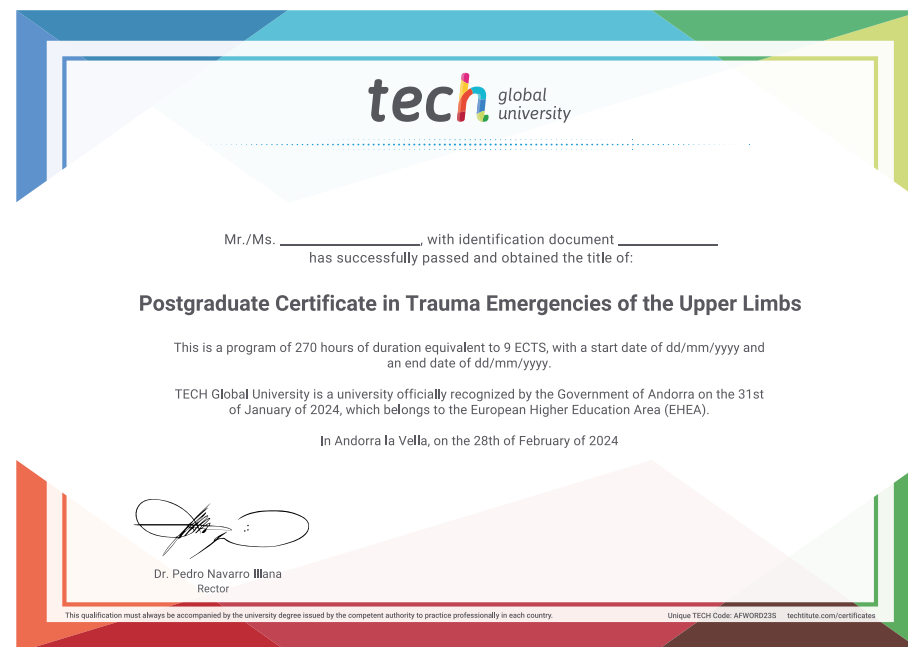 tech global university
Mr./Ms. ____________, with identification document ____________
has successfully passed and obtained the title of:
Postgraduate Certificate in Trauma Emergencies of the Upper Limbs
This is a program of 270 hours of duration equivalent to 9 ECTS, with a start date of dd/mm/yyyy and
an end date of dd/mm/yyyy.
TECH Global University is a university officially recognized by the Government of Andorra on the 31st
of January of 2024, which belongs to the European Higher Education Area (EHEA).
In Andorra la Vella, on the 28th of February of 2024
Dr. Pedro Navarro Illana
Rector
This qualification must always be accompanied by the university degree issued by the competent authority to practice professionally in each country.
Unique TECH Code: AFWORD23S techtitute.com/certificates